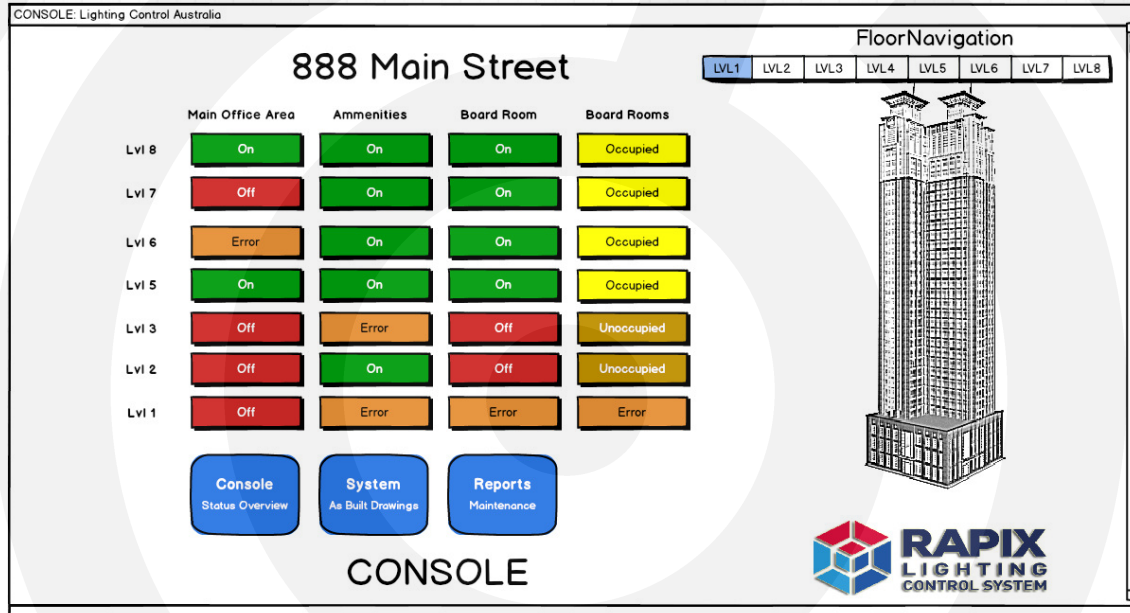 CONSOLE: Lighting Control Australia
888 Main Street
FloorNavigation
LVL1 LVL2 LVL3 LVL4 LVL5 LVL6 LVL7 LVL8
Main Office Area Ammenities Board Room Board Rooms
Lvl 8 On On On Occupied
Lvl 7 Off On On Occupied
Lvl 6 Error On On Occupied
Lvl 5 On On On Occupied
Lvl 3 Off Error Off Unoccupied
Lvl 2 Off On Off Unoccupied
Lvl 1 Off Error Error Error
Console System Reports
Status Overview As Built Drawings Maintenance
CONSOLE
RAPIX
LIGHTING
CONTROL SYSTEM